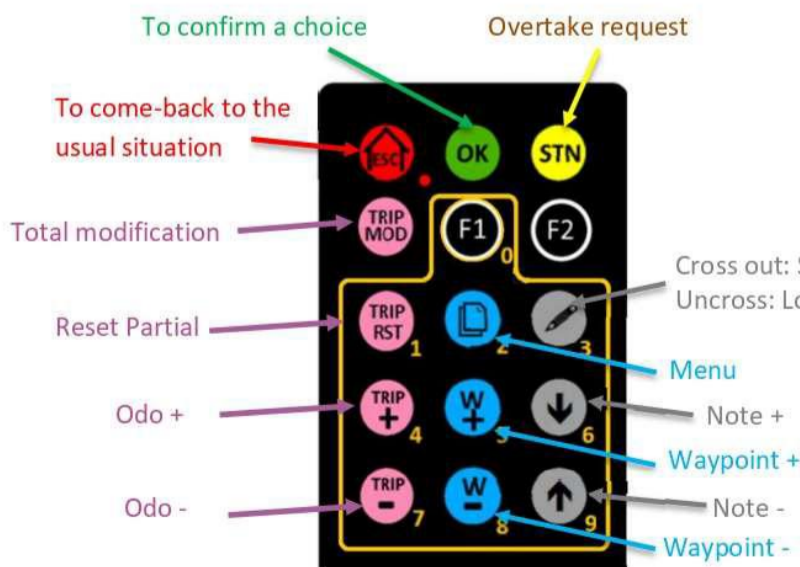 To confirm a choice
Overtake request
To come-back to the
usual situation
ESC
OK
STN
Total modification
TRIP
MOD
F1
0
F2
Cross out: S
Uncross: Lo
Reset Partial
TRIP
RST
1
2
3
Menu
Odo +
TRIP
+
4
W
+
5
6
Note +
Waypoint +
Odo -
TRIP
-
7
W
-
8
9
Note -
Waypoint -